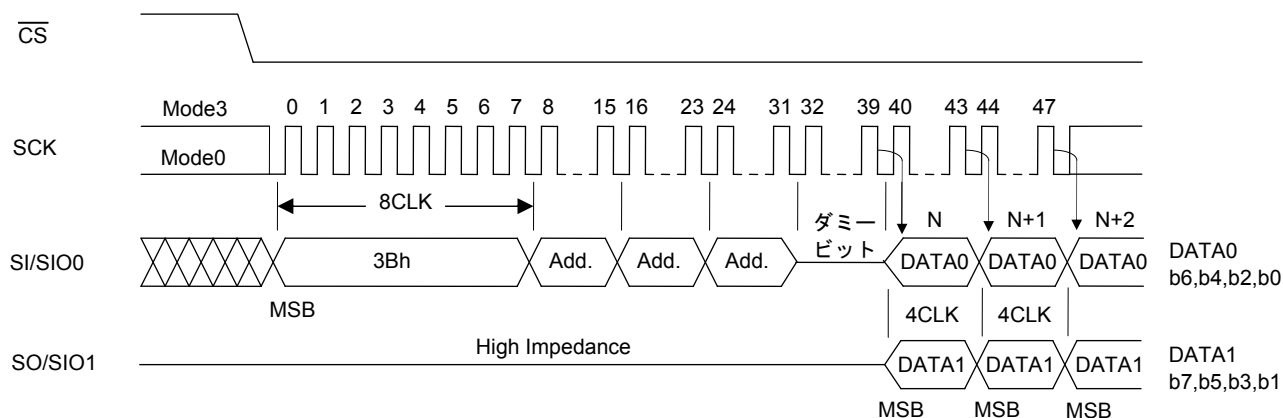 CS
Mode3
0 1 2 3 4 5 6 7 8 15 16 23 24 31 32 39 40 43 44 47
SCK
Mode0
8CLK
ダミー
ビット
N N+1 N+2
SI/SIO0
3Bh Add. Add. Add. DATA0 DATA0 DATA0
DATA0
b6,b4,b2,b0
MSB
4CLK 4CLK
High Impedance
SO/SIO1
DATA1 DATA1 DATA1
DATA1
b7,b5,b3,b1
MSB MSB MSB